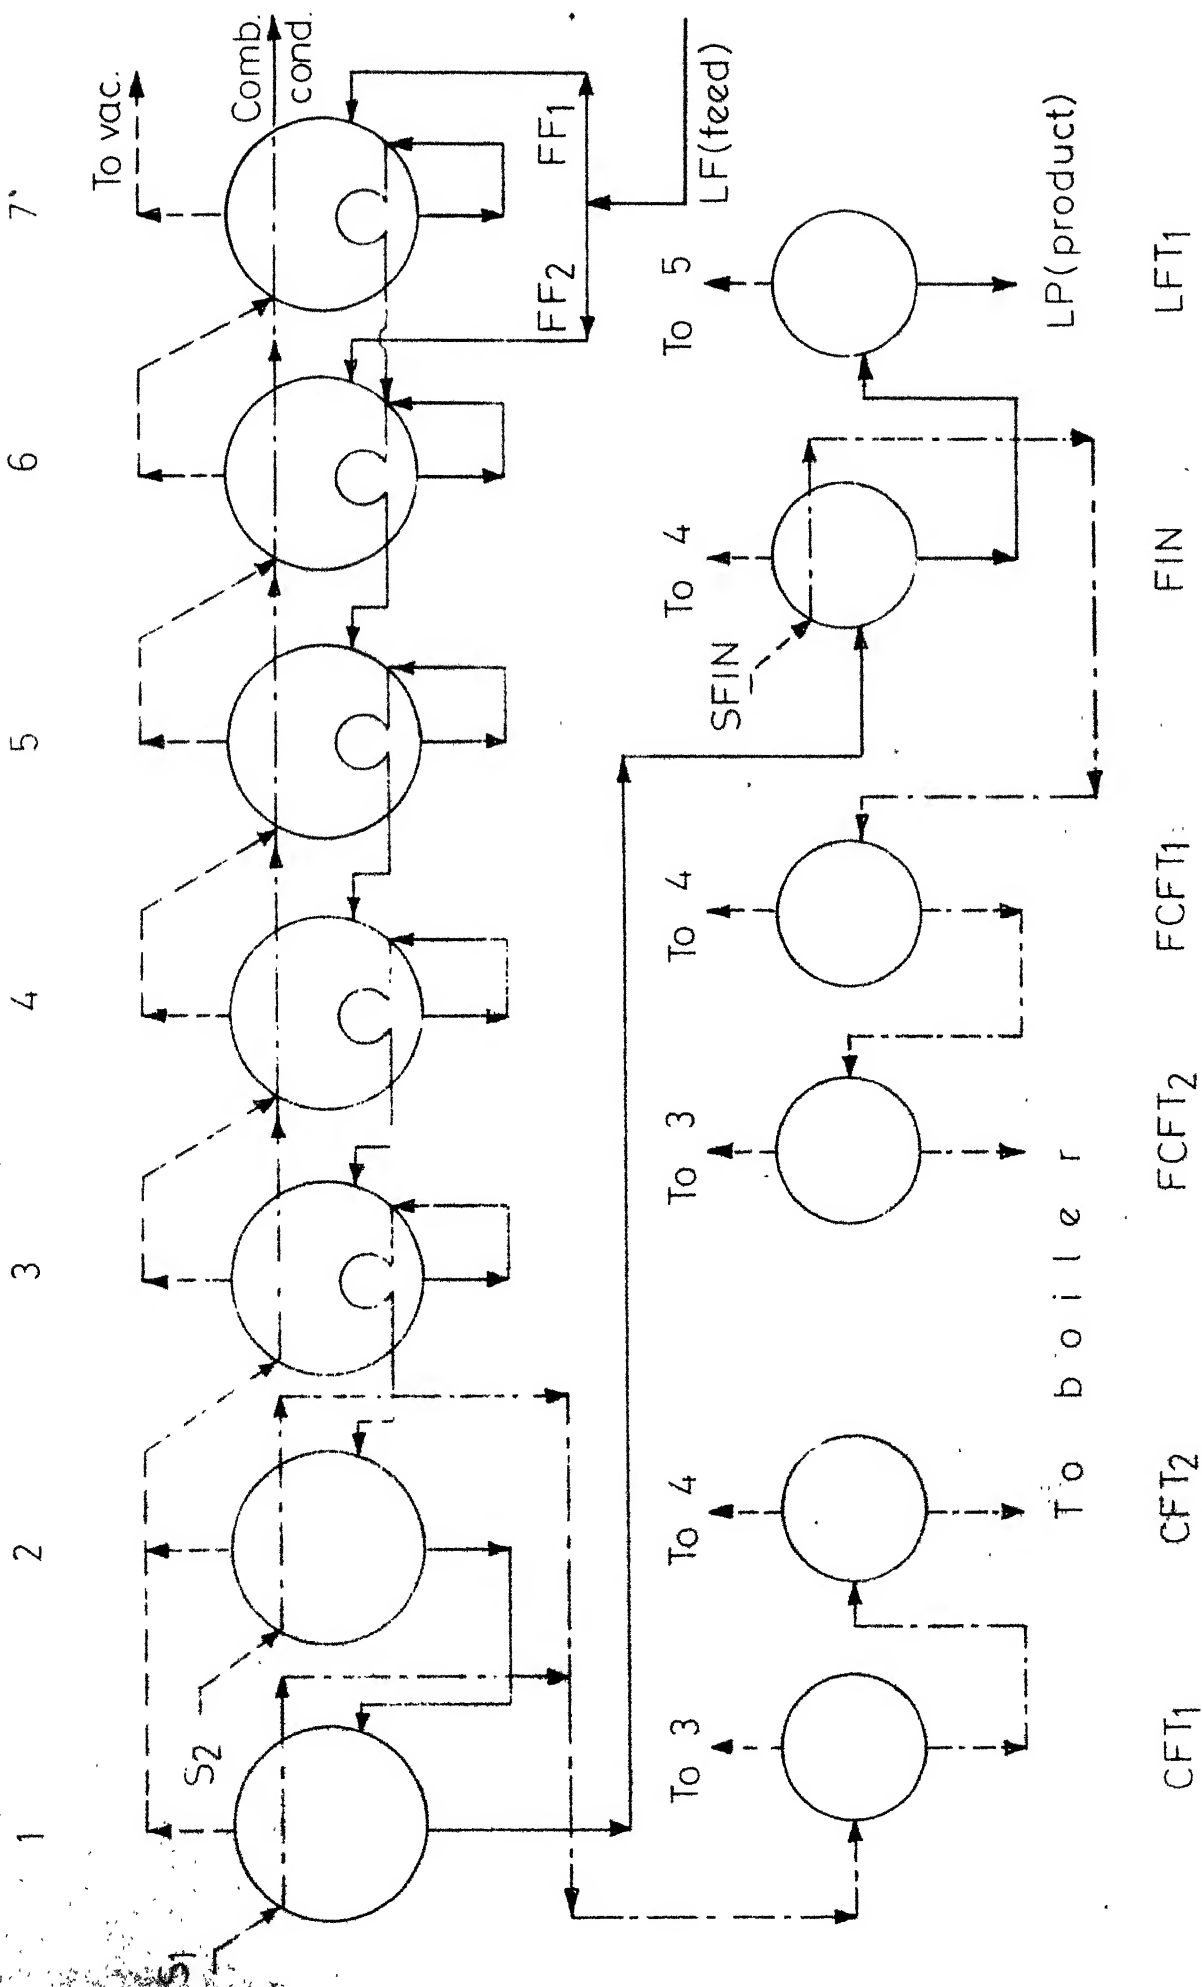 1 2 3 4 5 6 7
S1
S2
To vac.
Comb.
cond.
FF2 FF1
LF(feed)
To 3 To 4 To 3 To 4 To 4 To 5
SFIN
To boiler
LP(product)
CFT1 CFT2 FCFT2 FCFT1 FIN LFT1